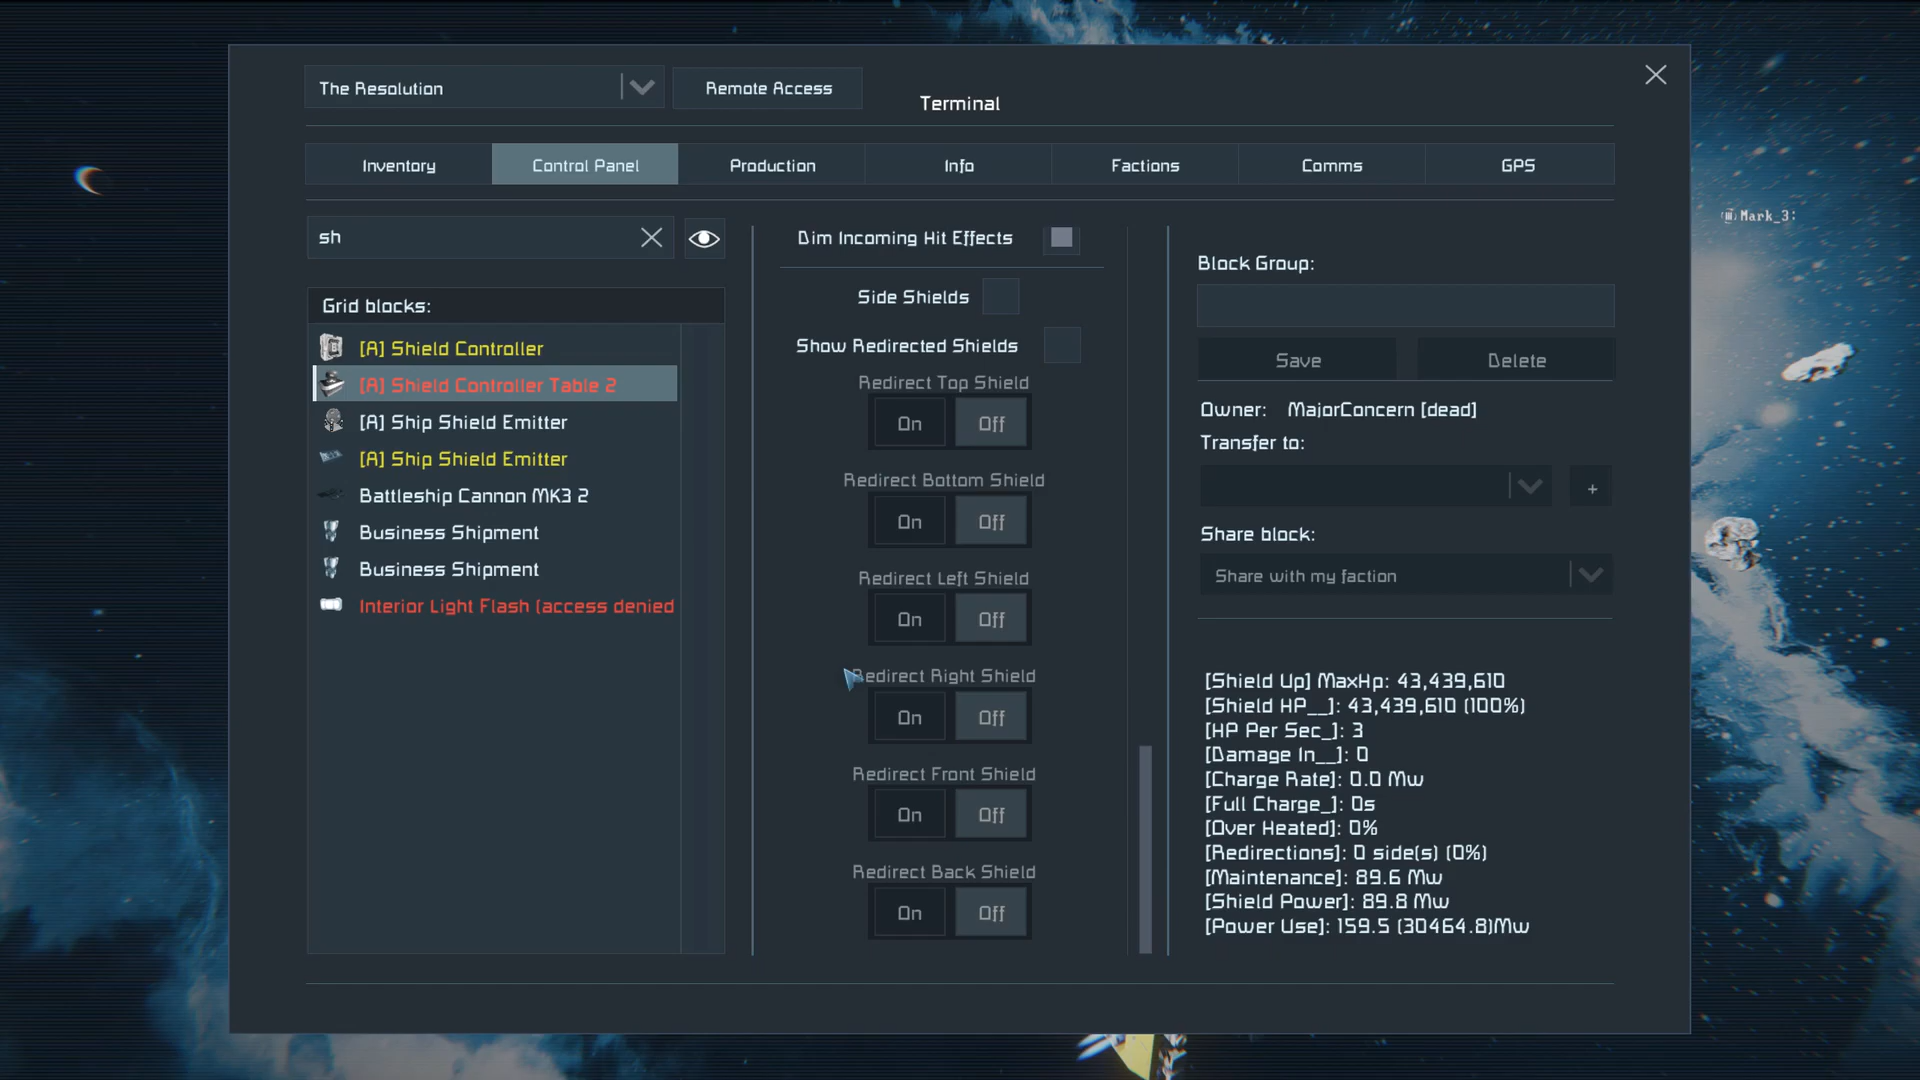 The Resolution
Remote Access
Terminal
Inventory
Control Panel
Production
Info
Factions
Comms
GPS
sh
Grid blocks:
[A] Shield Controller
[A] Shield Controller Table 2
[A] Ship Shield Emitter
[A] Ship Shield Emitter
Battleship Cannon MK3 2
Business Shipment
Business Shipment
Interior Light Flash (access denied
Dim Incoming Hit Effects
Side Shields
Show Redirected Shields
Redirect Top Shield
On Off
Redirect Bottom Shield
On Off
Redirect Left Shield
On Off
Redirect Right Shield
On Off
Redirect Front Shield
On Off
Redirect Back Shield
On Off
Block Group:
Save
Delete
Owner: MajorConcern [dead]
Transfer to:
+
Share block:
Share with my faction
[Shield Up] MaxHp: 43,439,610
[Shield HP__]: 43,439,610 (100%)
[HP Per Sec_]: 3
[Damage In__]: 0
[Charge Rate]: 0.0 Mw
[Full Charge_]: 0s
[Over Heated]: 0%
[Redirections]: 0 side(s) (0%)
[Maintenance]: 89.6 Mw
[Shield Power]: 89.8 Mw
[Power Use]: 159.5 (30464.8)Mw
Mark_3: